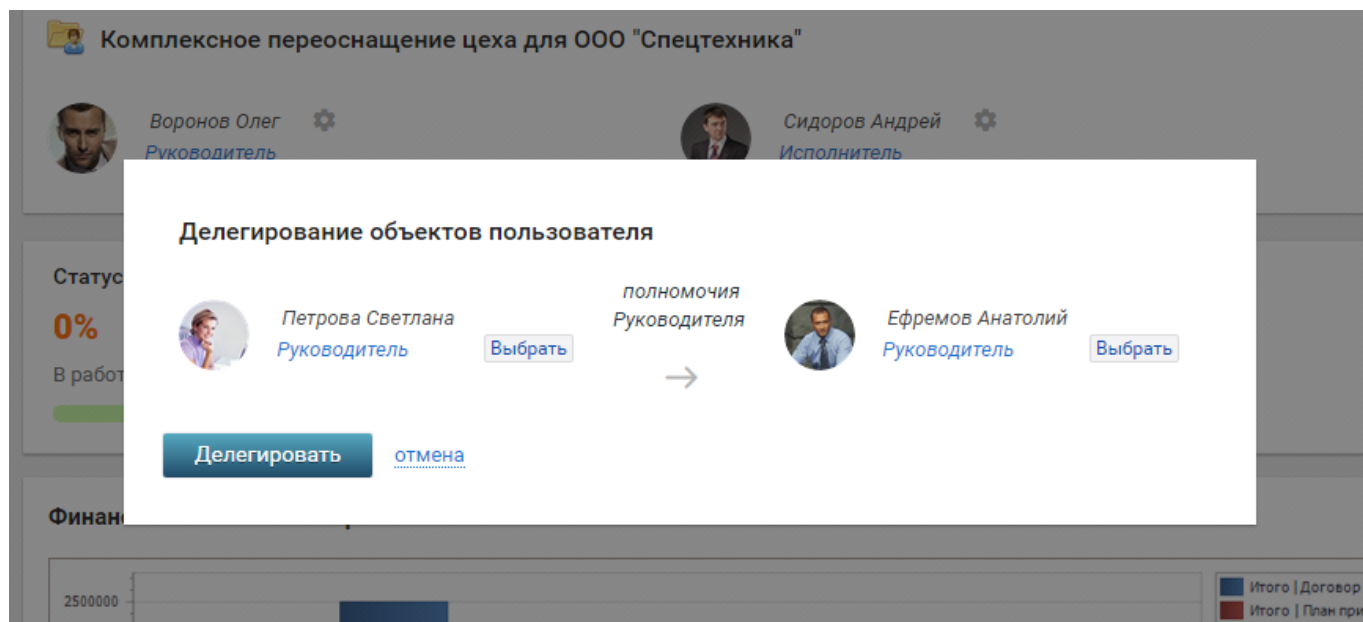 Комплексное переоснащение цеха для ООО "Спецтехника"
Воронов Олег
Руководитель
Сидоров Андрей
Исполнитель
Делегирование объектов пользователя
Статус
0%
В работ
Петрова Светлана
Руководитель
Выбрать
полномочия
Руководителя
Ефремов Анатолий
Руководитель
Выбрать
Делегировать
отмена
Финан
2500000
Итого | Договор
Итого | План при